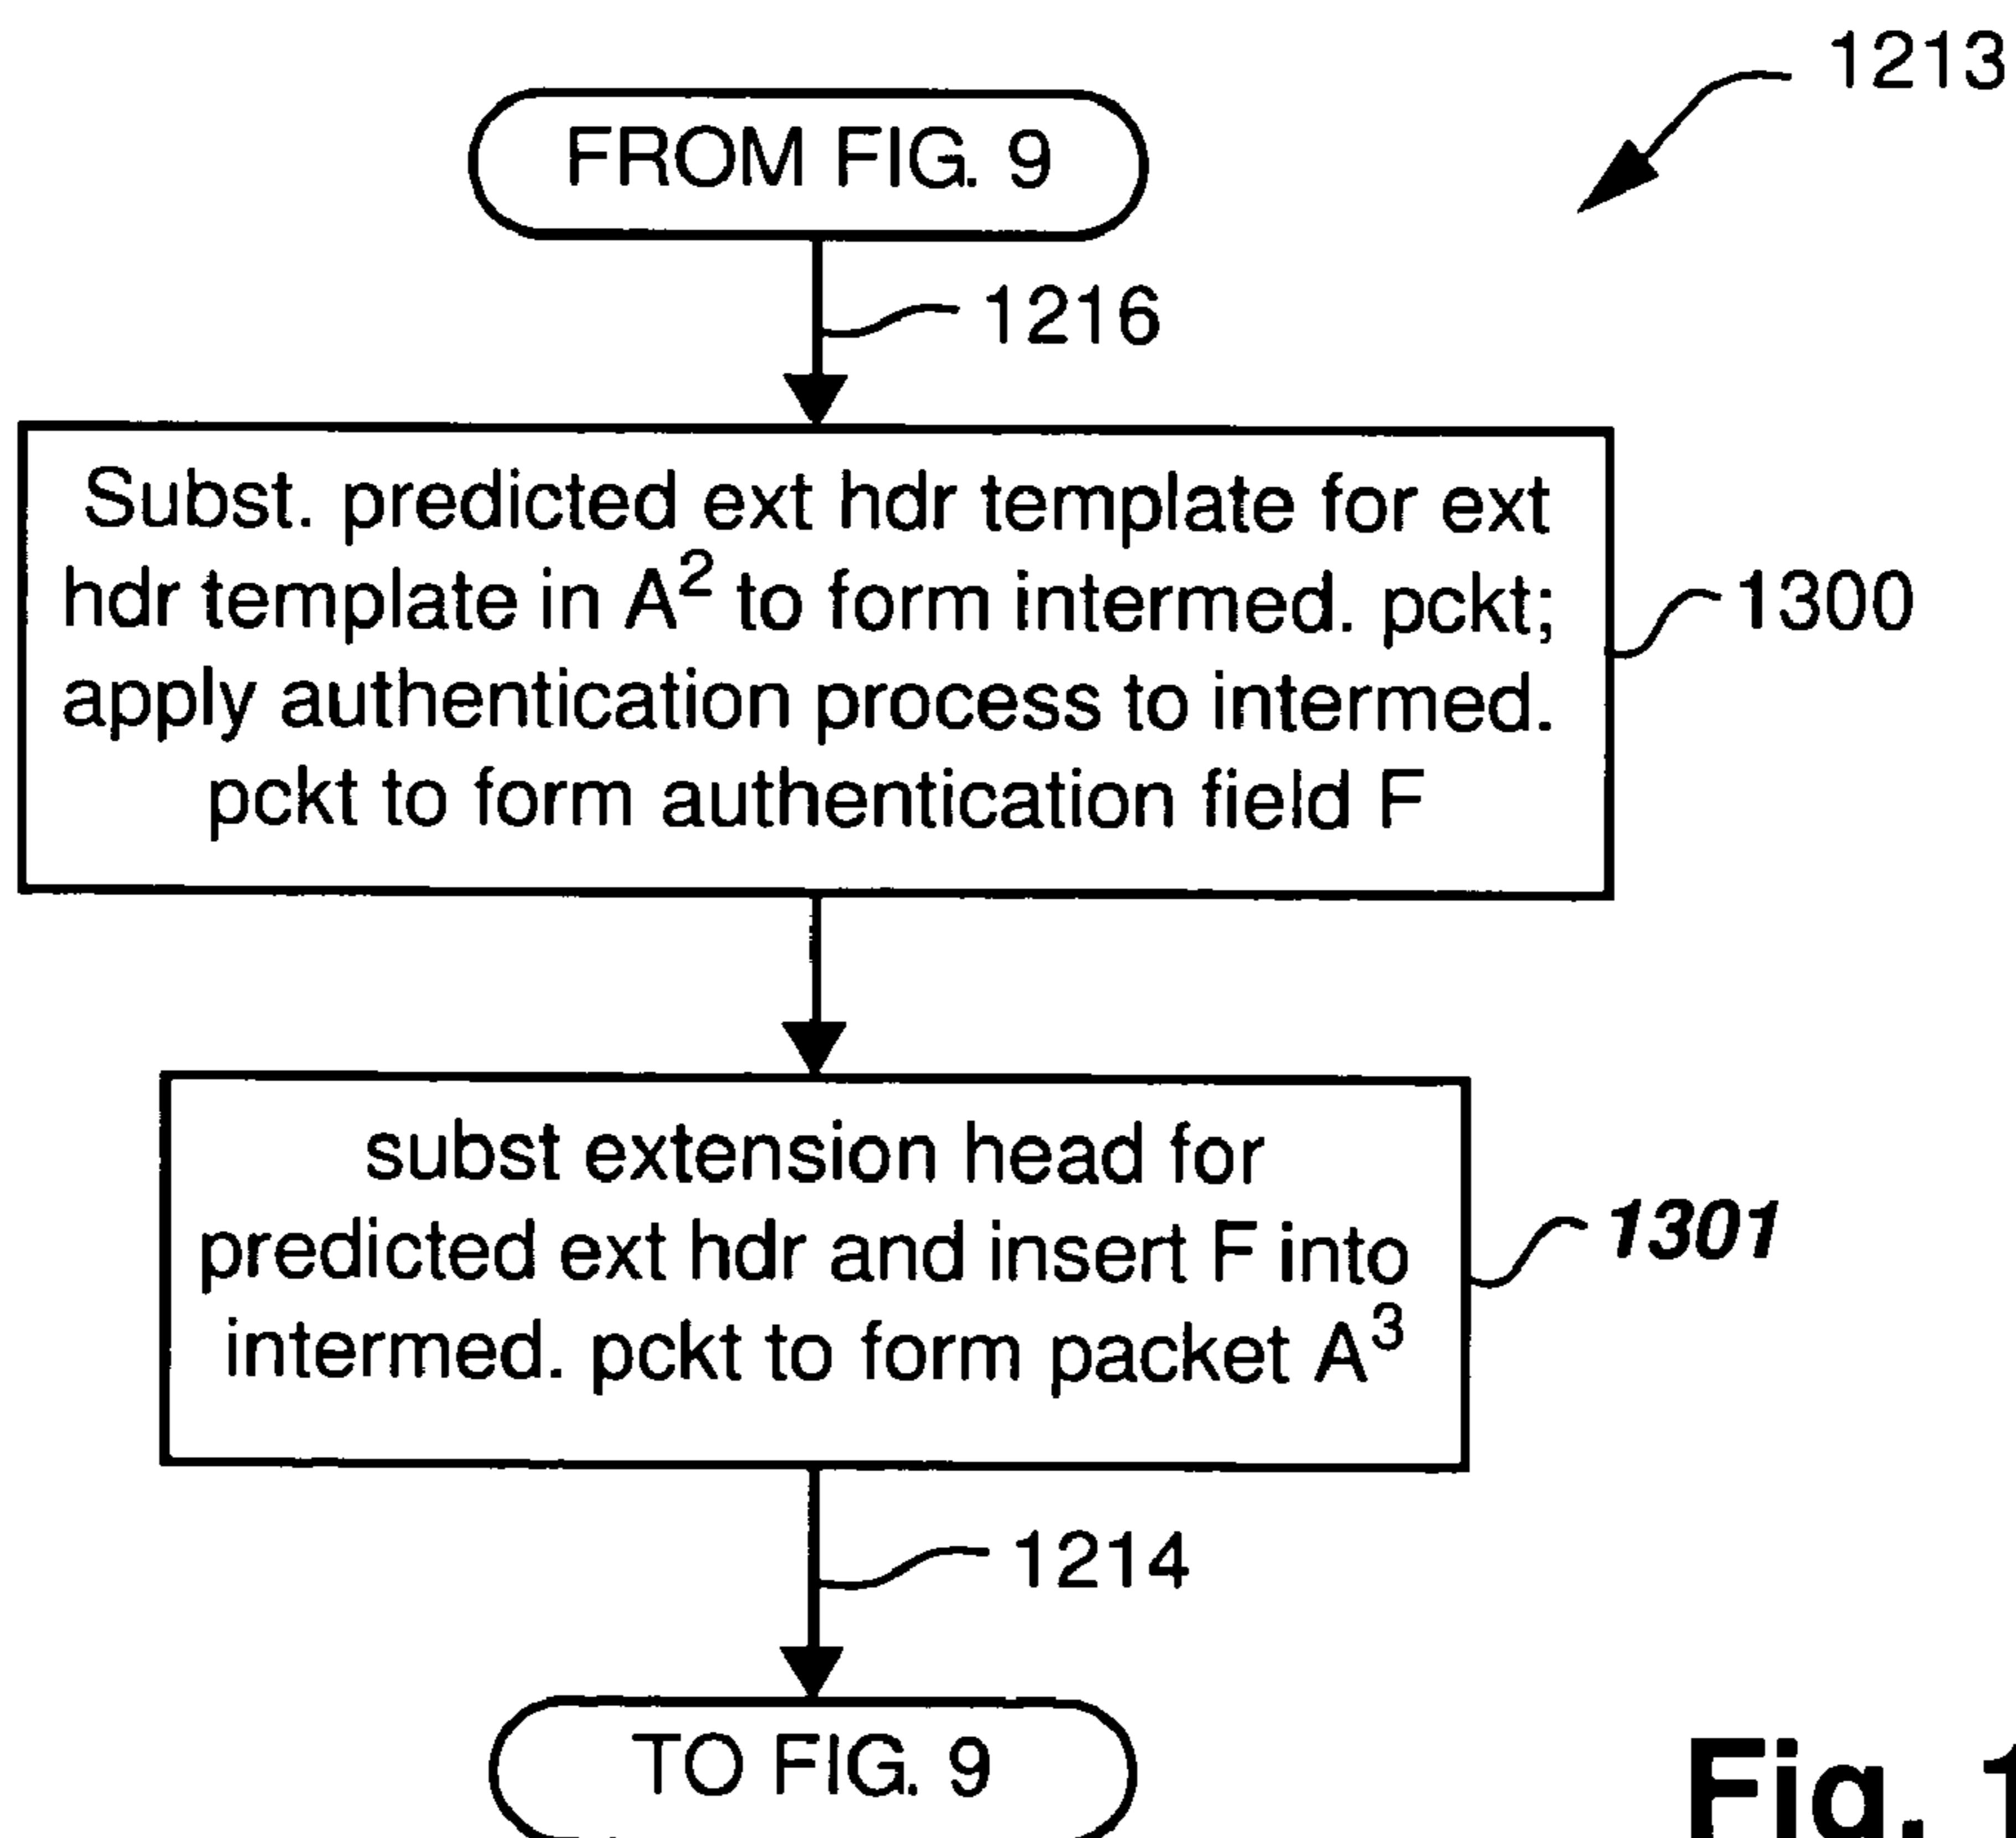 1213
FROM FIG. 9
1216
Subst. predicted ext hdr template for ext
hdr template in A² to form intermed. pckt;
apply authentication process to intermed.
pckt to form authentication field F
1300
subst extension head for
predicted ext hdr and insert F into
intermed. pckt to form packet A³
1301
1214
TO FIG. 9
Fig.